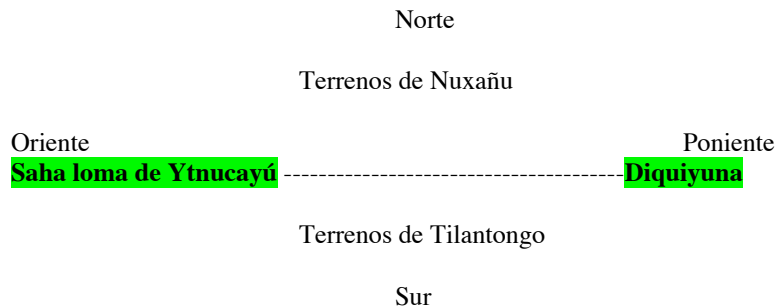 Norte
Terrenos de Nuxañu
Oriente Poniente
Saha loma de Ytnucayú --------------------------------------Diquiyuna
Terrenos de Tilantongo
Sur